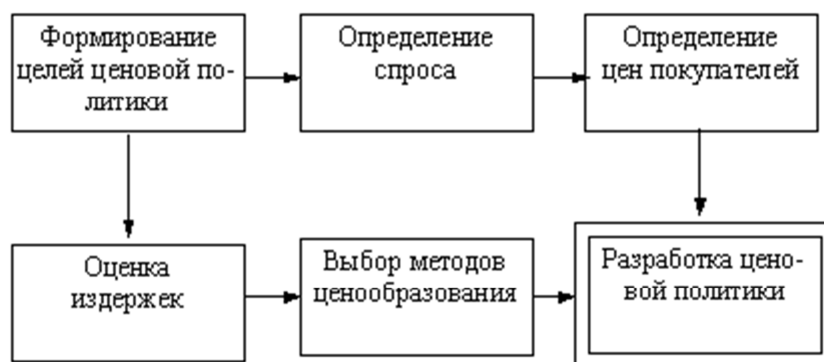 Формирование
целей ценовой по-
литики
Определение
спроса
Определение
цен покупателей
Оценка
издержек
Выбор методов
ценообразования
Разработка цено-
вой политики